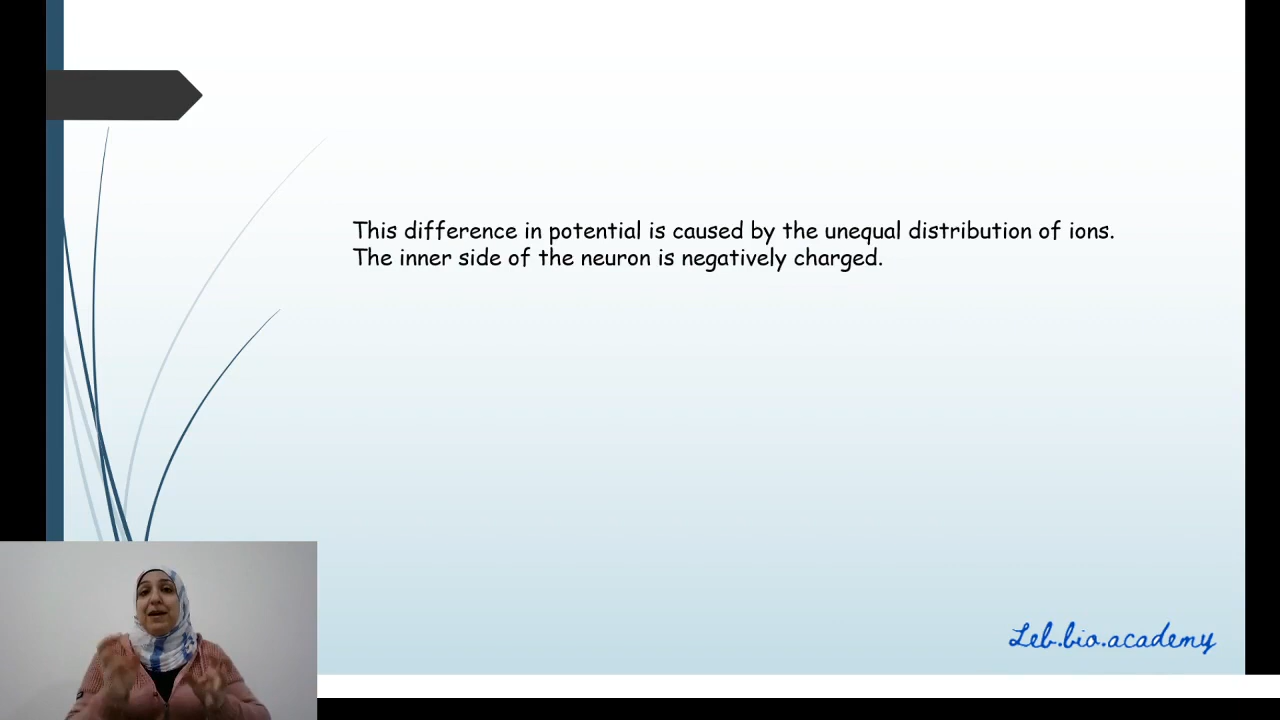 This difference in potential is caused by the unequal distribution of ions.
The inner side of the neuron is negatively charged.
Leb.bio.academy